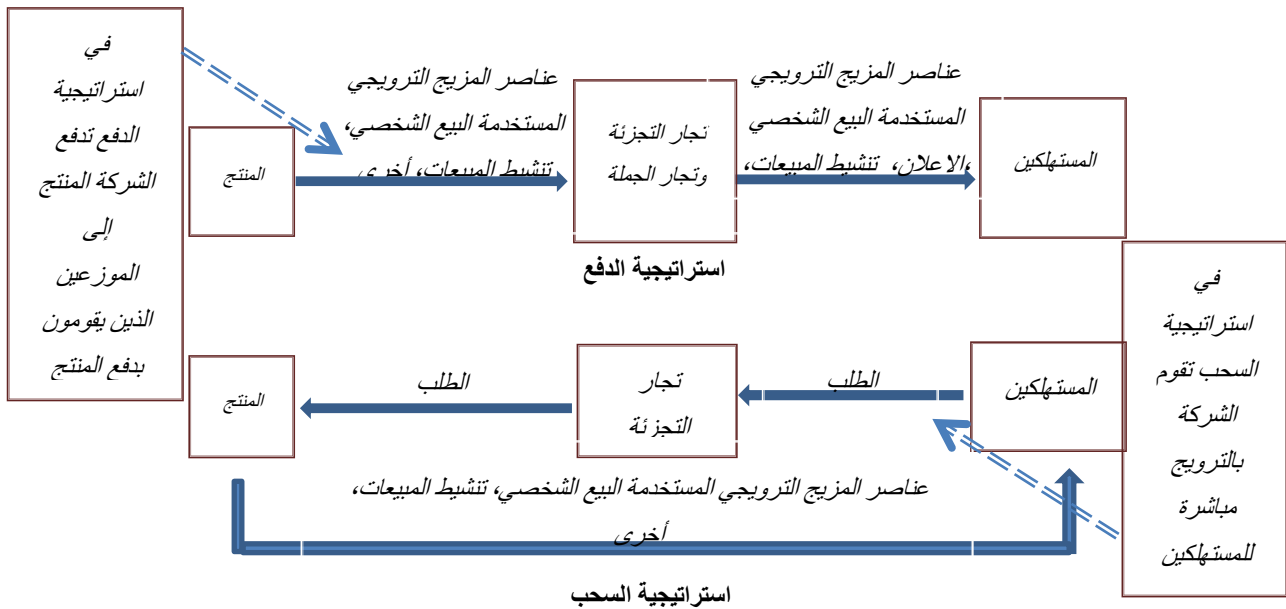 في
استراتيجية
الدفع تدفع
الشركة المنتج
إلى
الموزعين
الذين يقومون
بدفع المنتج
المنتج
عناصر المزيج الترويجي
المستخدمة البيع الشخصي،
تنشيط المبيعات، أخرى
تجار التجزئة
وتجار الجملة
عناصر المزيج الترويجي
المستخدمة البيع الشخصي
،الاعلان، تنشيط المبيعات،
المستهلكين
استراتيجية الدفع
في
استراتيجية
السحب تقوم
الشركة
بالترويج
مباشرة
للمستهلكين
المستهلكين
الطلب
تجار
التجزئة
الطلب
المنتج
عناصر المزيج الترويجي المستخدمة البيع الشخصي، تنشيط المبيعات،
أخرى
استراتيجية السحب